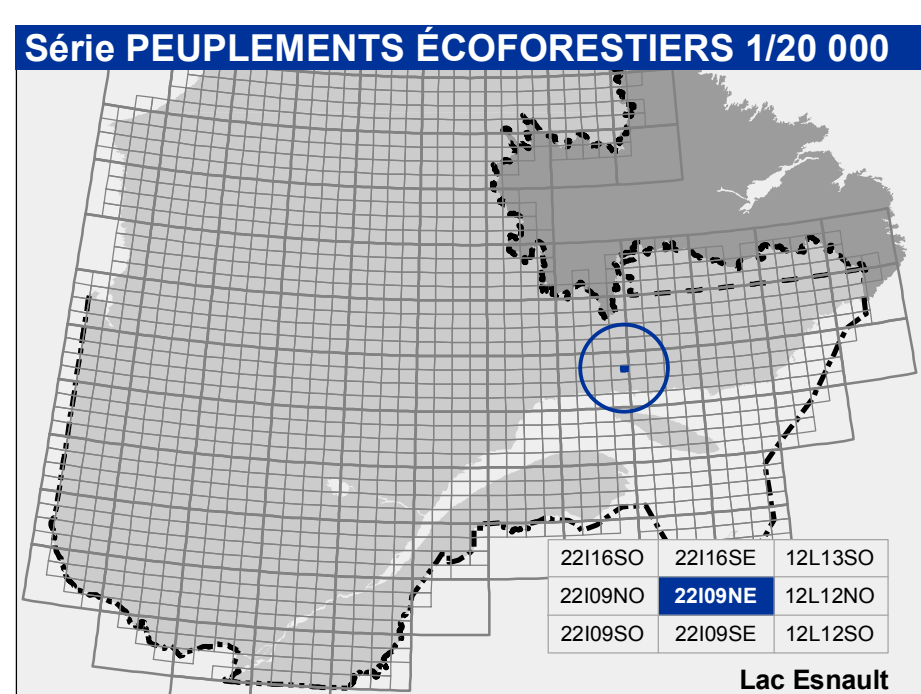 Série PEUPLEMENTS ÉCOFORESTIERS 1/20 000
22I16SO 22I16SE 12L13SO
22I09NO 22I09NE 12L12NO
22I09SO 22I09SE 12L12SO
Lac Esnault